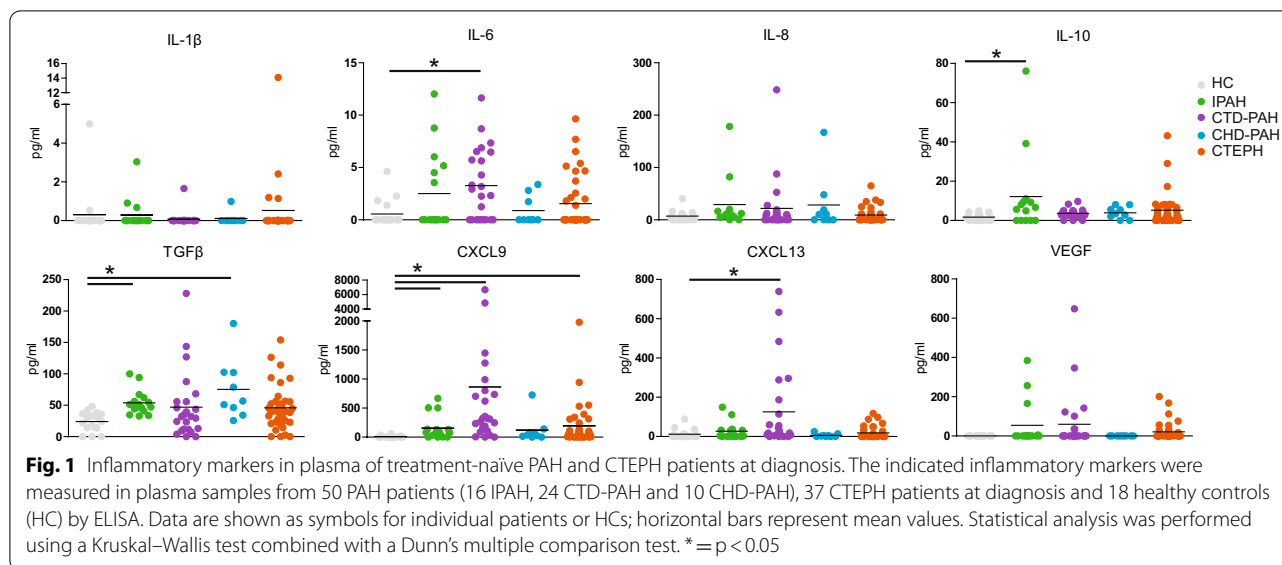 IL-1β IL-6 IL-8 IL-10
16
14
12
6
4
2
0
pg/ml
*
15
10
5
0
pg/ml
300
200
100
0
pg/ml
*
80
60
40
20
0
pg/ml
HC
IPAH
CTD-PAH
CHD-PAH
CTEPH
TGFβ CXCL9 CXCL13 VEGF
*
250
200
150
100
50
0
pg/ml
*
8000
6000
4000
2000
2000
1500
1000
500
0
pg/ml
*
800
600
400
200
0
pg/ml
800
600
400
200
0
pg/ml
Fig. 1 Inflammatory markers in plasma of treatment-naïve PAH and CTEPH patients at diagnosis. The indicated inflammatory markers were
measured in plasma samples from 50 PAH patients (16 IPAH, 24 CTD-PAH and 10 CHD-PAH), 37 CTEPH patients at diagnosis and 18 healthy controls
(HC) by ELISA. Data are shown as symbols for individual patients or HCs; horizontal bars represent mean values. Statistical analysis was performed
using a Kruskal–Wallis test combined with a Dunn's multiple comparison test. * = p < 0.05